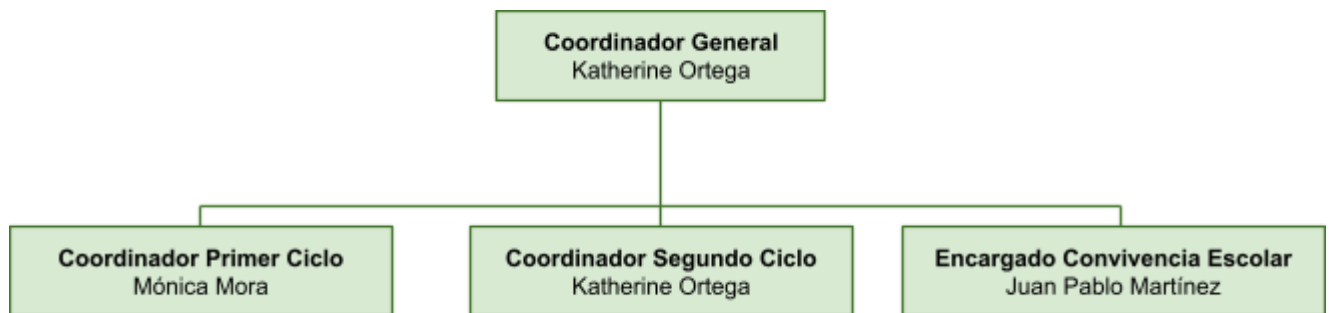 Coordinador General
Katherine Ortega
Coordinador Primer Ciclo
Mónica Mora
Coordinador Segundo Ciclo
Katherine Ortega
Encargado Convivencia Escolar
Juan Pablo Martínez